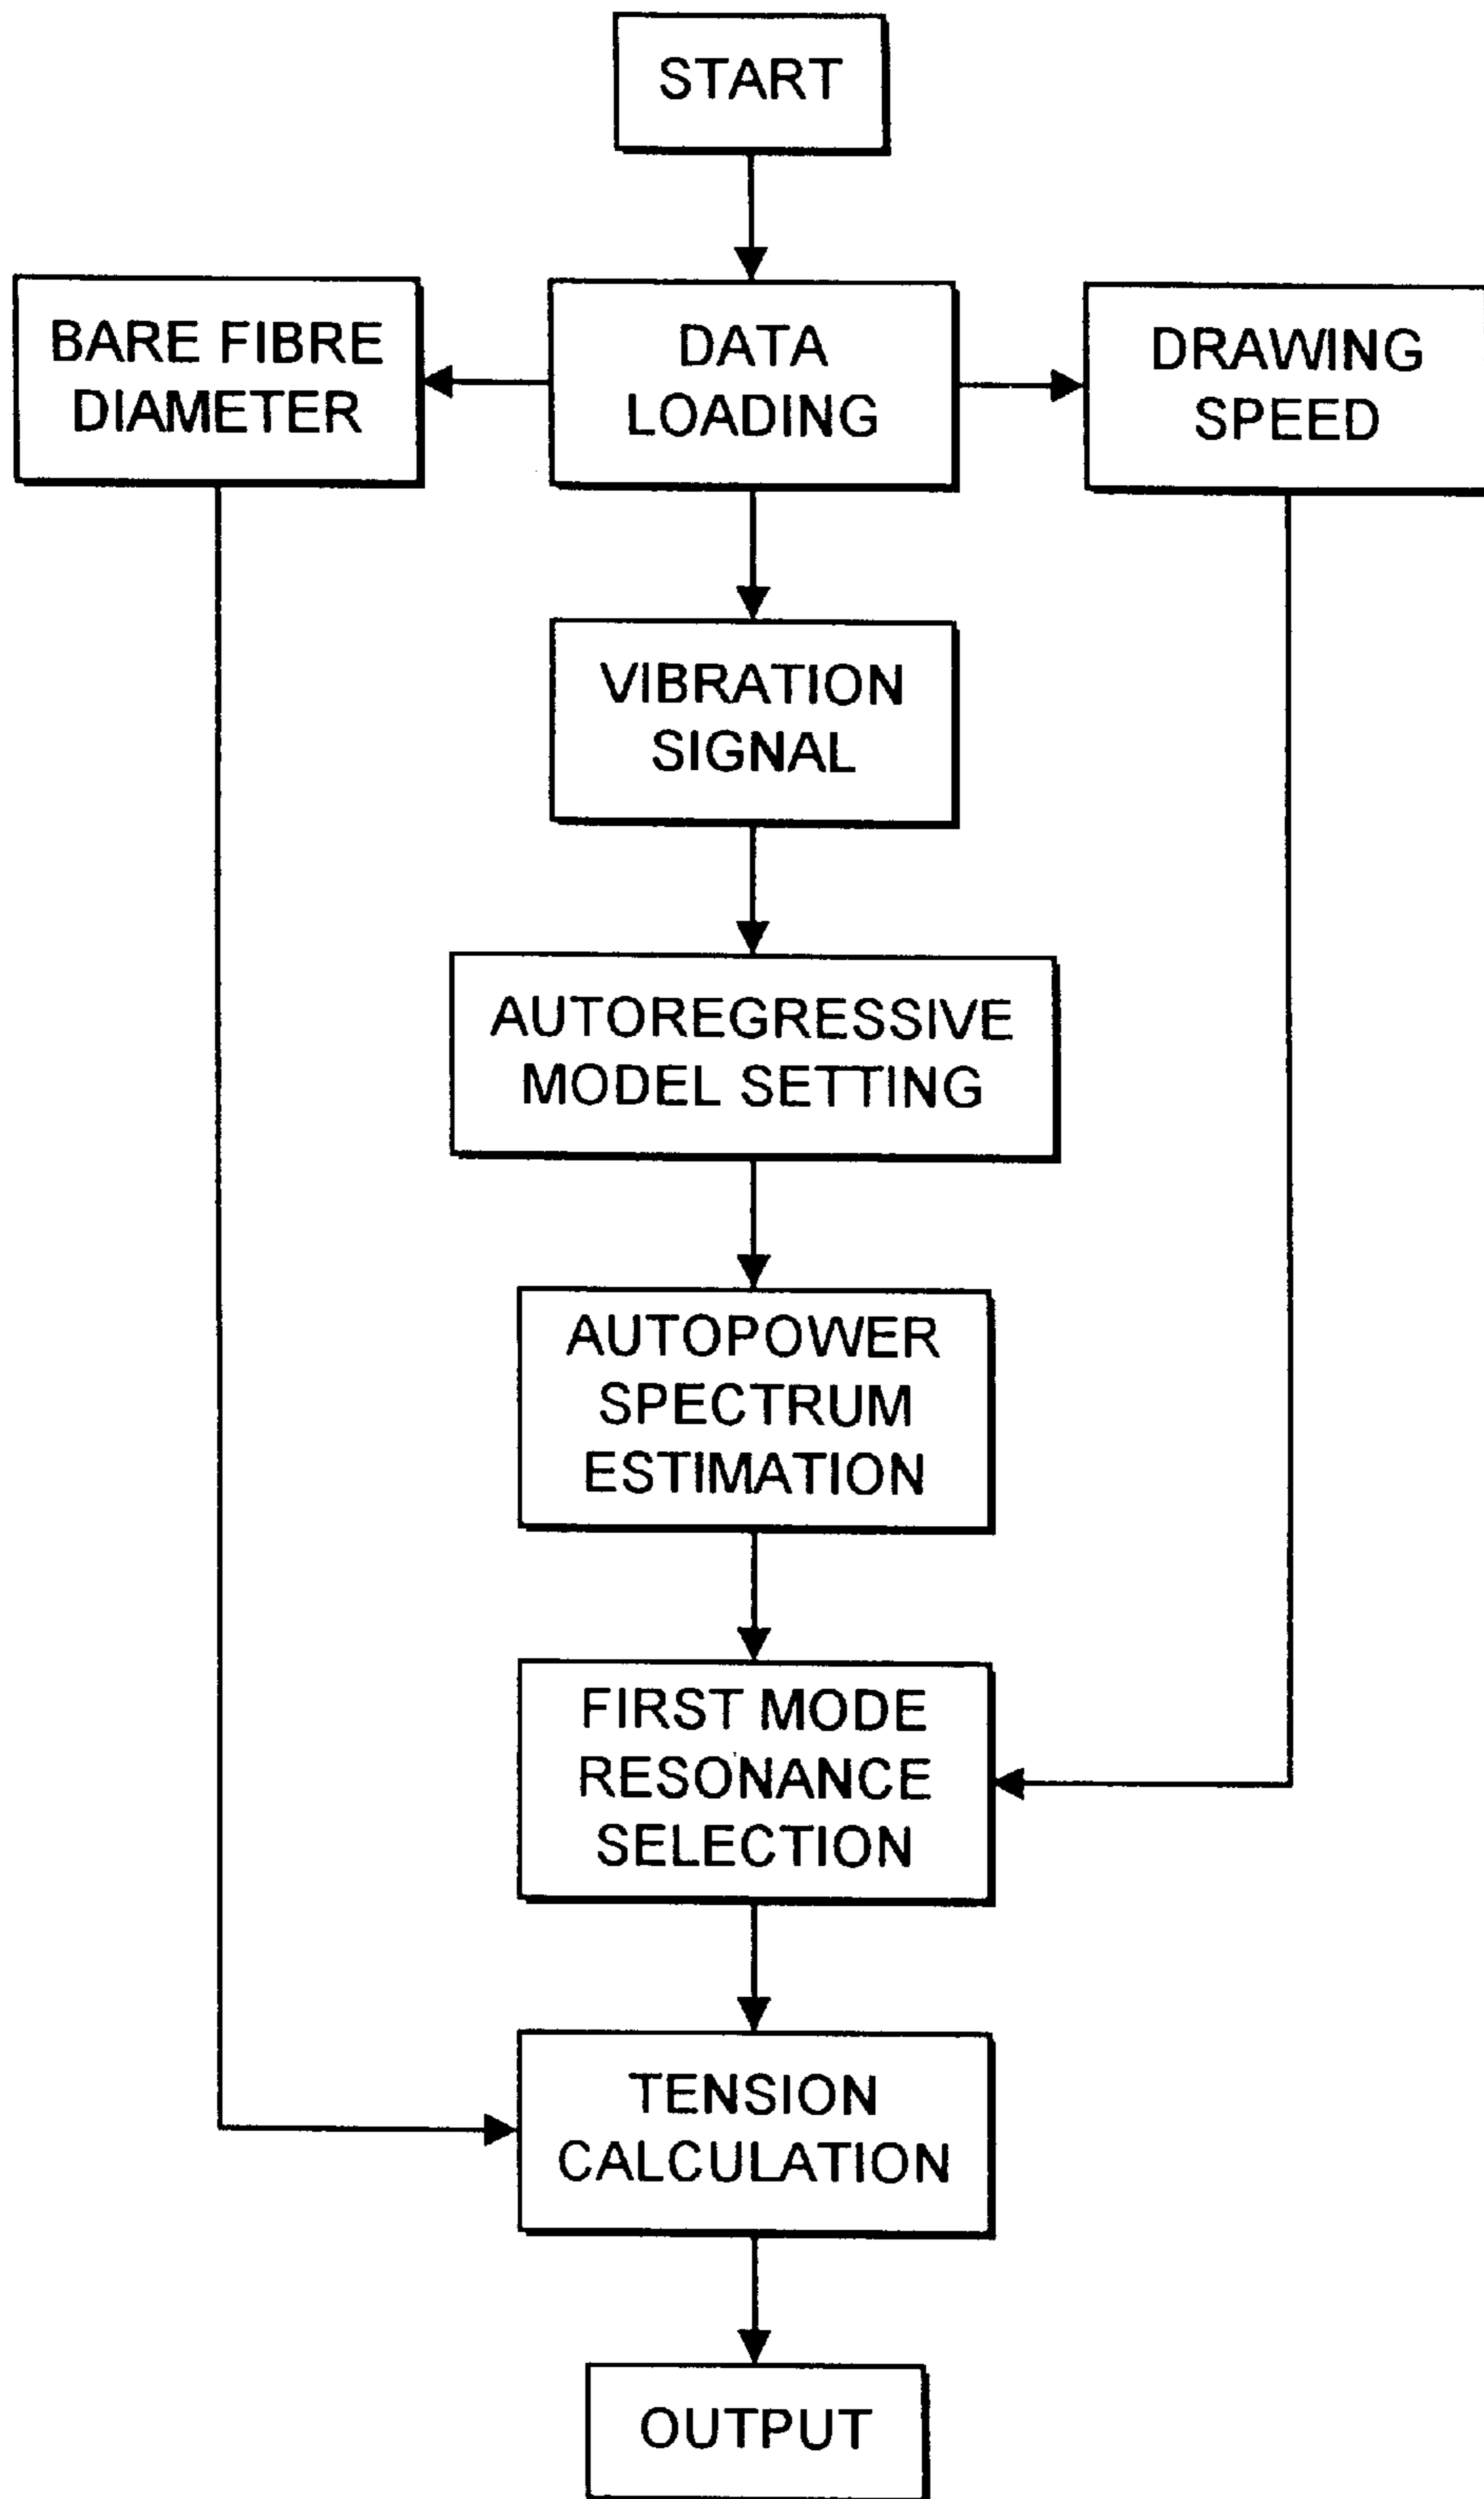 START
BARE FIBRE
DIAMETER
DATA
LOADING
DRAWING
SPEED
VIBRATION
SIGNAL
AUTOREGRESSIVE
MODEL SETTING
AUTOPOWER
SPECTRUM
ESTIMATION
FIRST MODE
RESONANCE
SELECTION
TENSION
CALCULATION
OUTPUT